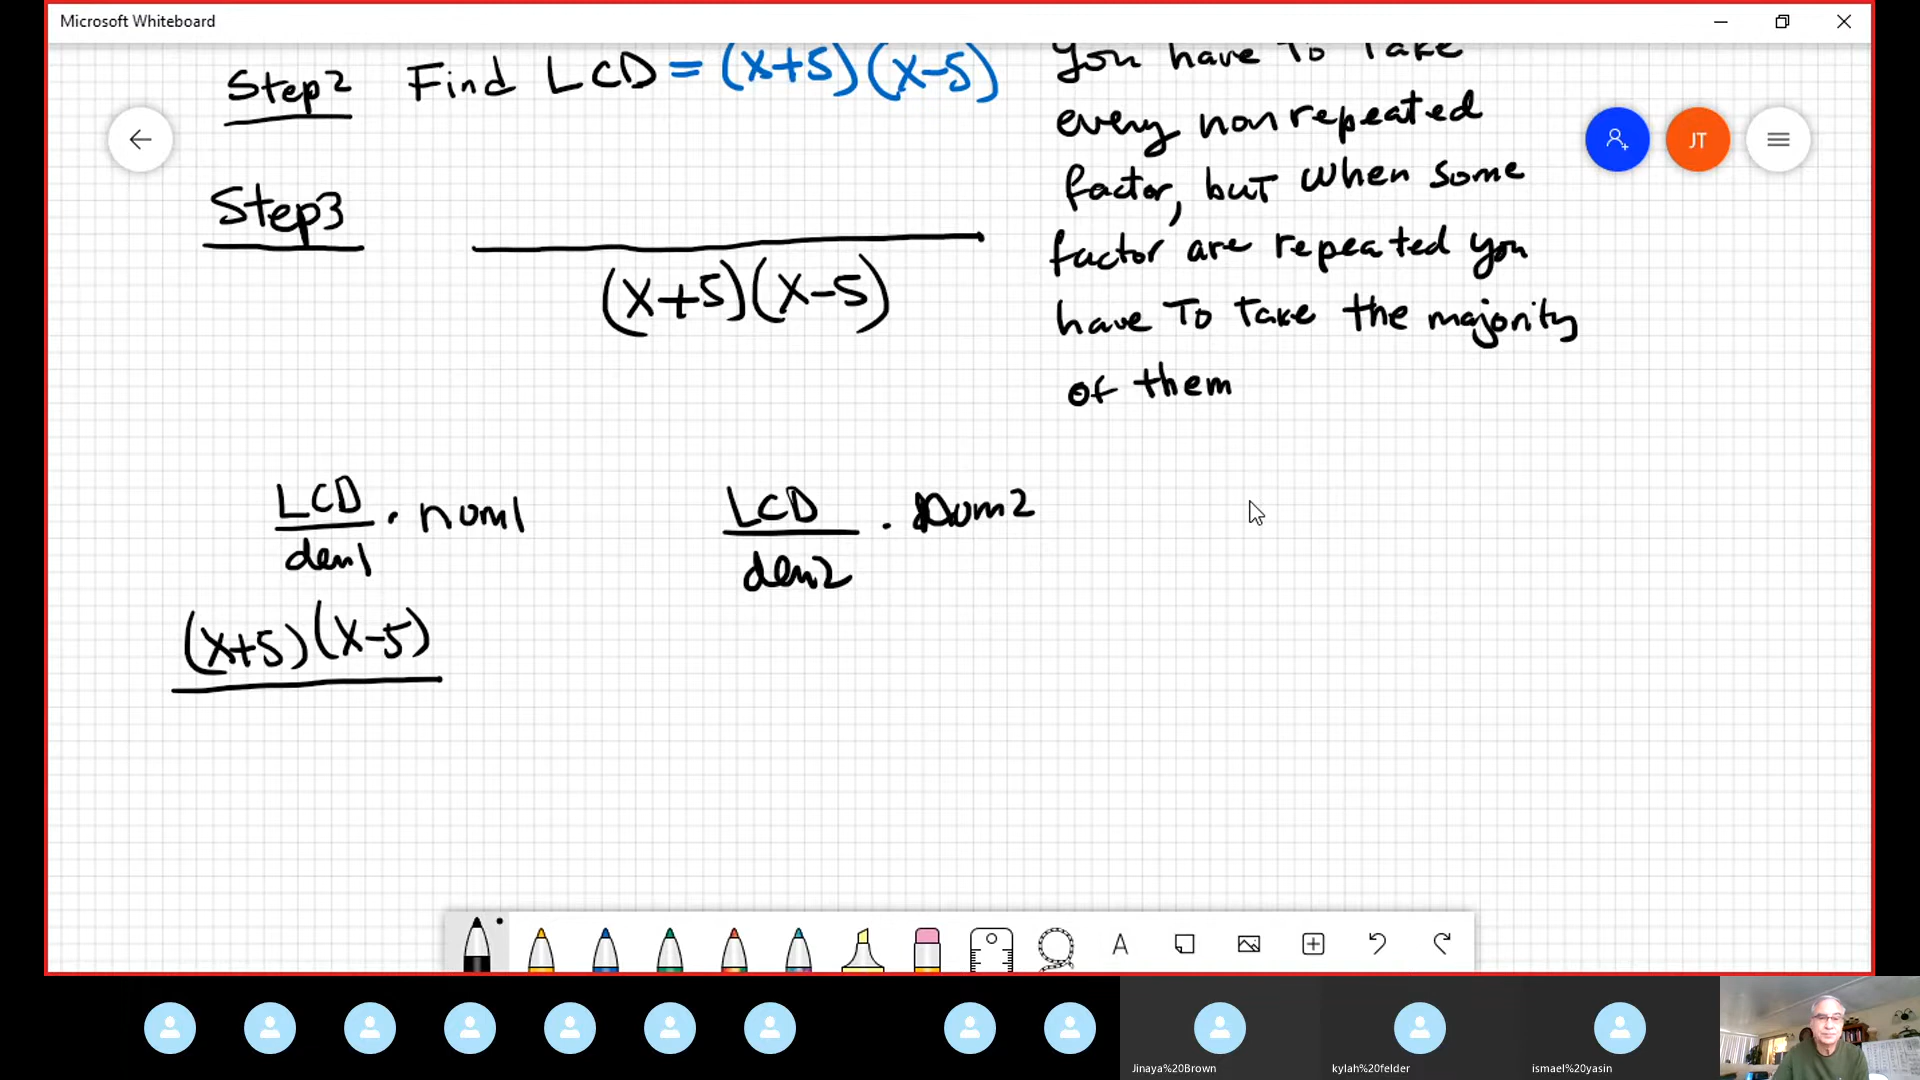 Microsoft Whiteboard
Step2 Find LCD = (x+5)(x-5)
You have To Take
every nonrepeated
factor, but when some
factor are repeated you
have To Take the majority
of them
JT
Step3
(x+5)(x-5)
LCD
den1
· num1
LCD
den2
· num2
(x+5)(x-5)
A
Jinaya%20Brown
kylah%20felder
ismael%20yasin